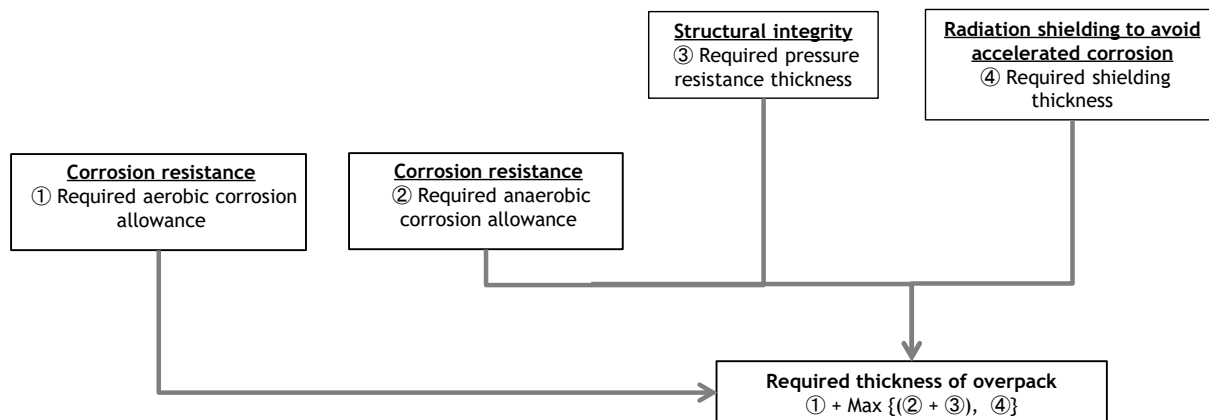 Structural integrity
③ Required pressure
resistance thickness
Radiation shielding to avoid
accelerated corrosion
④ Required shielding
thickness
Corrosion resistance
① Required aerobic corrosion
allowance
Corrosion resistance
② Required anaerobic
corrosion allowance
Required thickness of overpack
① + Max {(② + ③), ④}